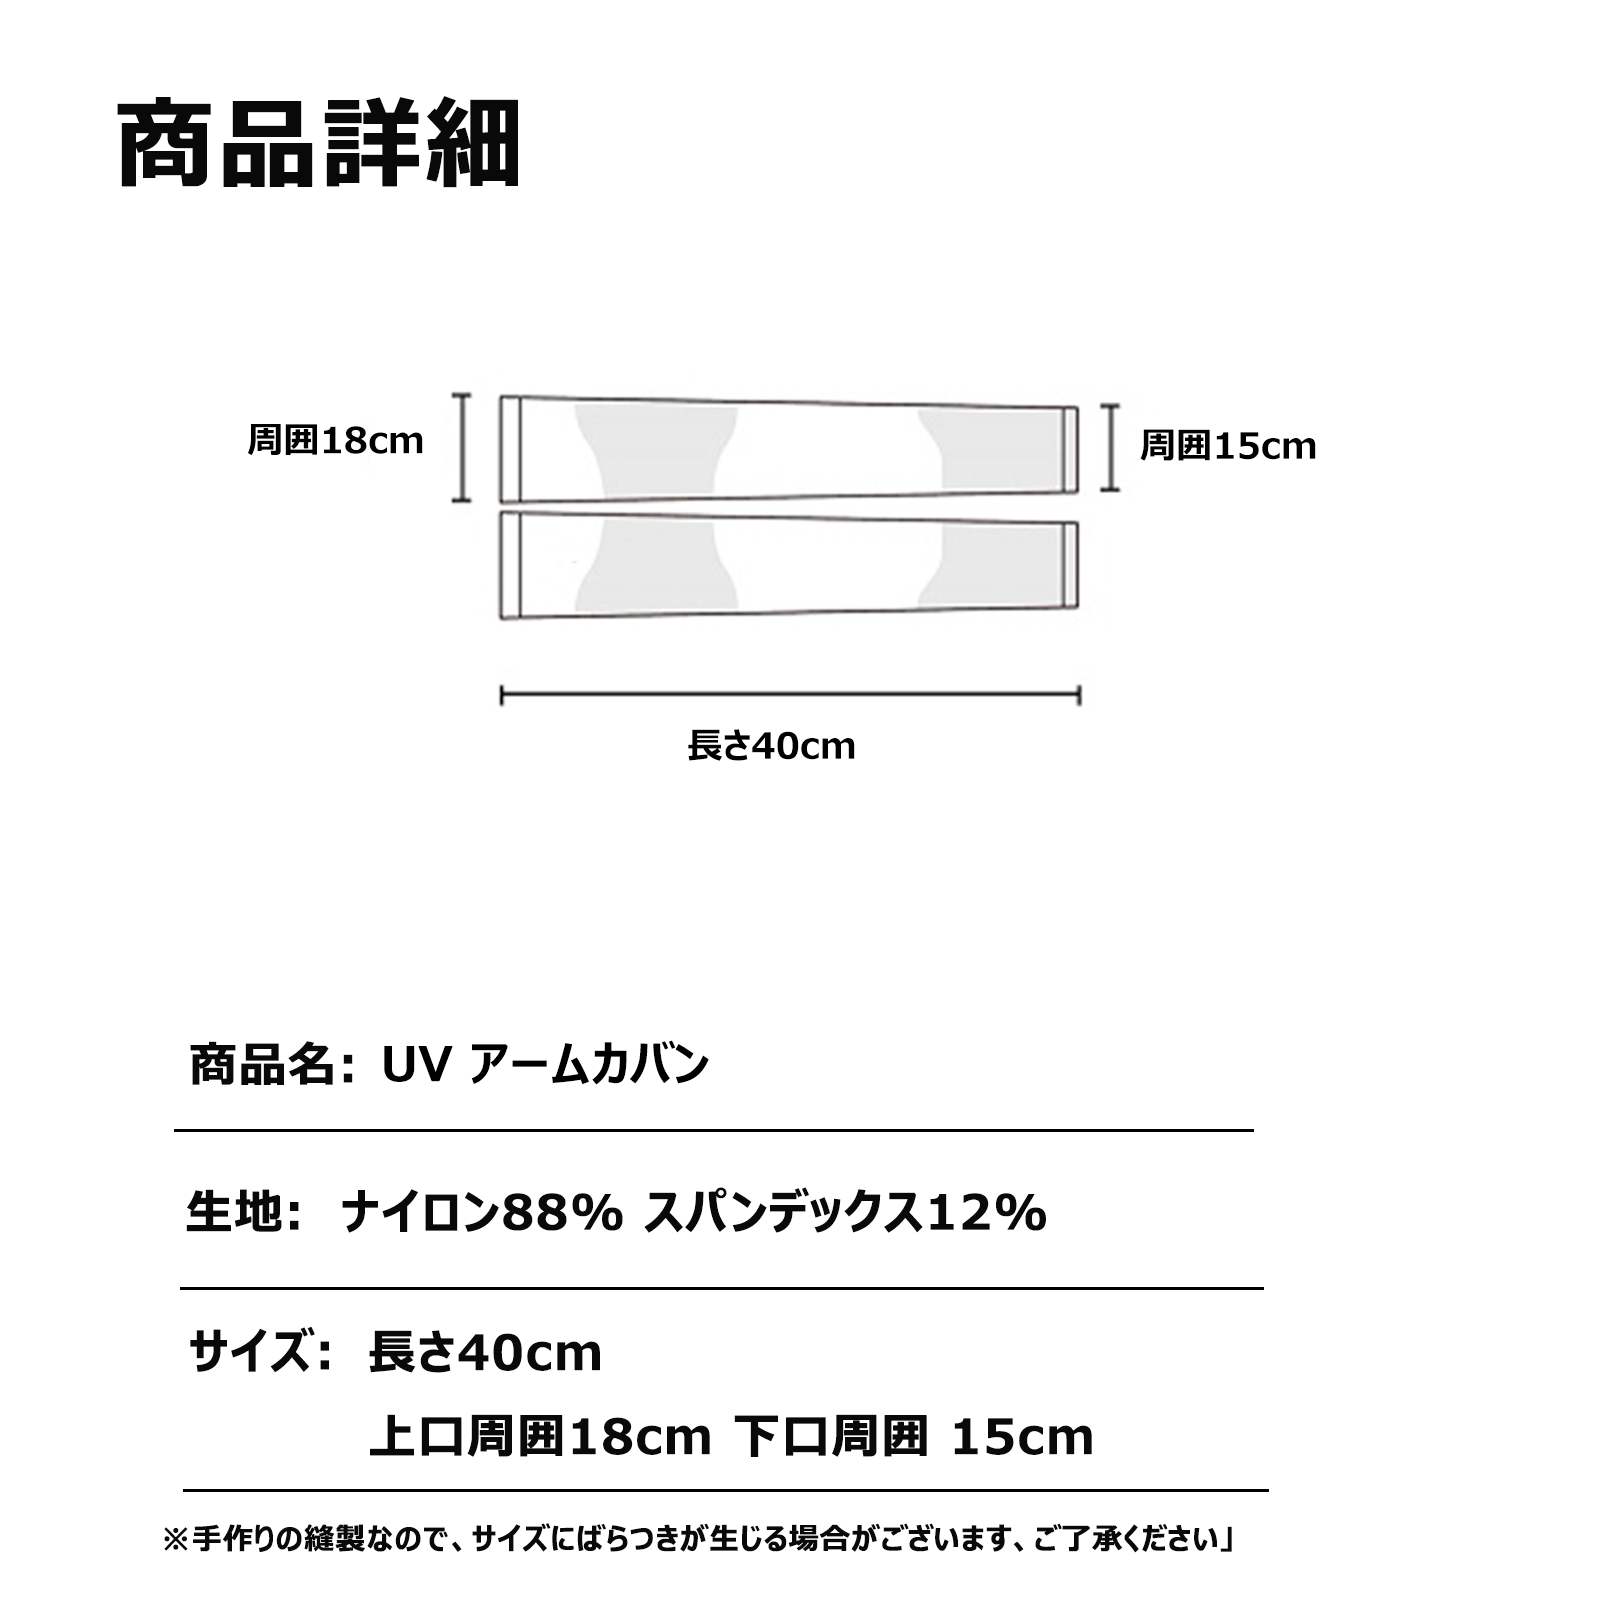 商品詳細
周囲18cm
周囲15cm
長さ40cm
商品名: UV アームカバン
生地: ナイロン88% スパンデックス12%
サイズ: 長さ40cm
上口周囲18cm 下口周囲 15cm
※手作りの縫製なので、サイズにばらつきが生じる場合がございます、ご了承ください」